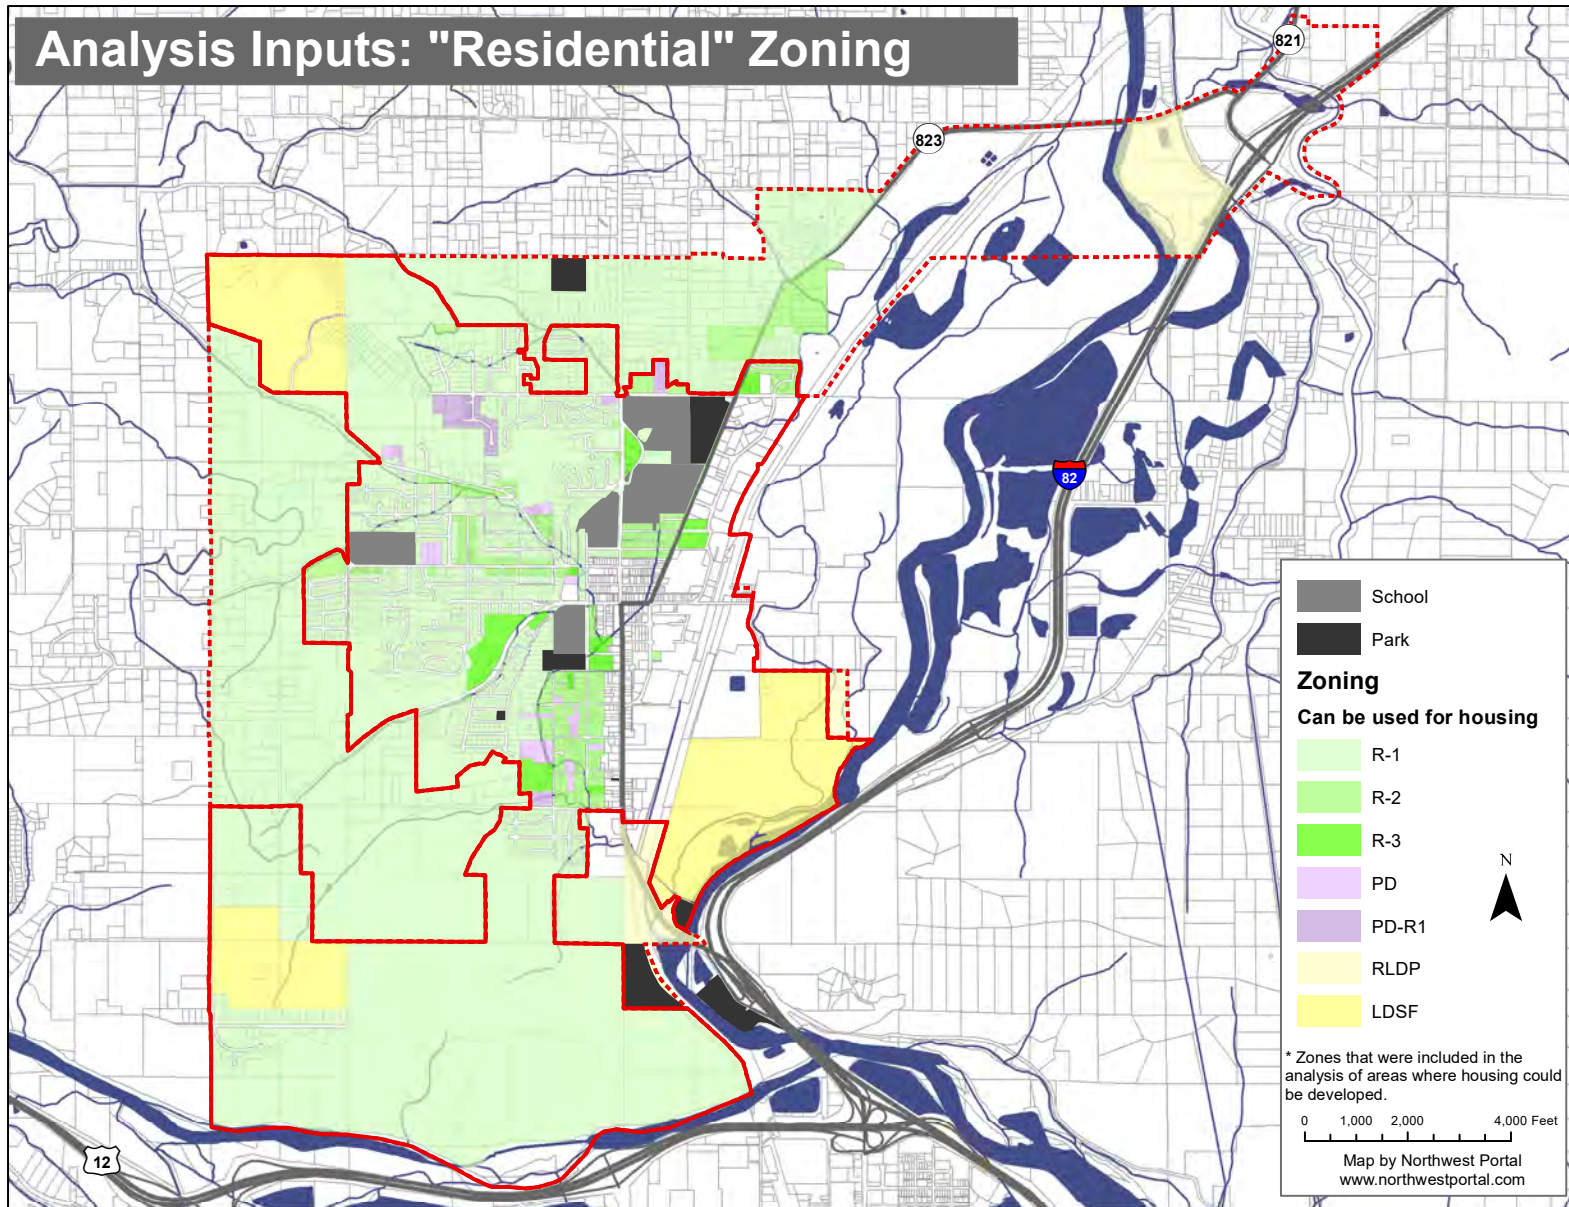 Analysis Inputs: "Residential" Zoning
821
823
82
12
School
Park
Zoning
Can be used for housing
R-1
R-2
R-3
PD
PD-R1
RLDP
LDSF
N
* Zones that were included in the
analysis of areas where housing could
be developed.
0 1,000 2,000 4,000 Feet
Map by Northwest Portal
www.northwestportal.com